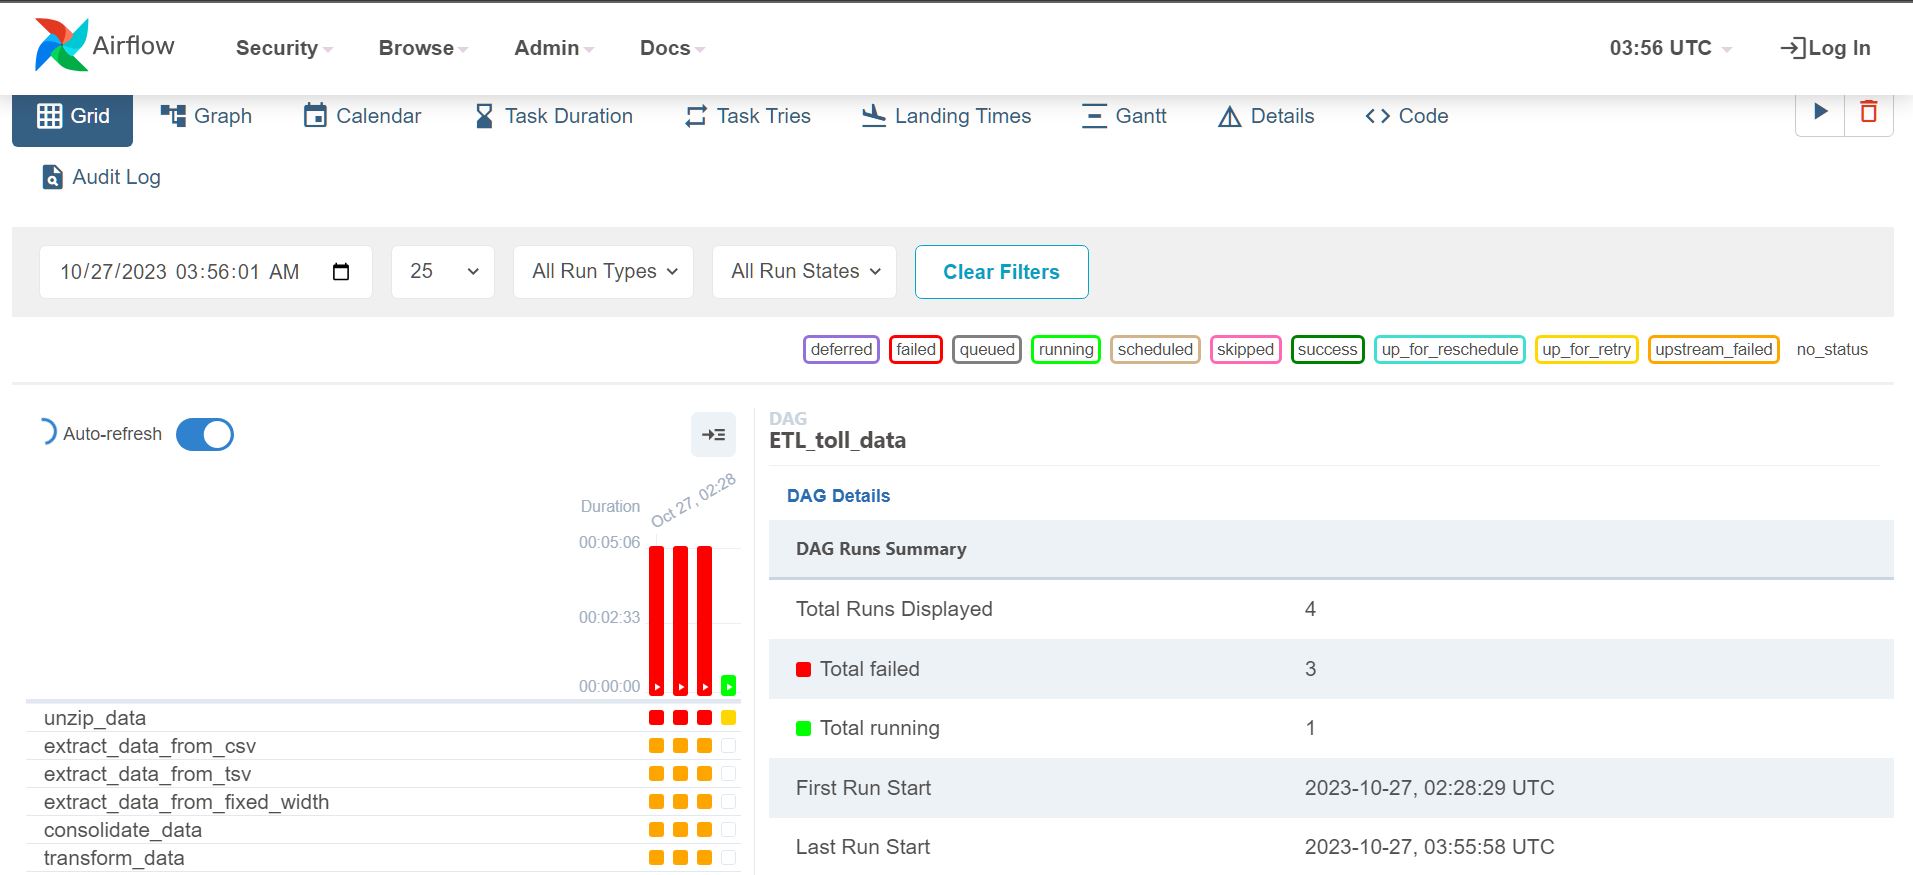 Airflow Security Browse Admin Docs 03:56 UTC Log In
Grid Graph Calendar Task Duration Task Tries Landing Times Gantt Details Code
Audit Log
10/27/2023 03:56:01 AM 25 All Run Types All Run States Clear Filters
deferred failed queued running scheduled skipped success up_for_reschedule up_for_retry upstream_failed no_status
Auto-refresh
Duration
Oct 27, 02:28
00:05:06
00:02:33
00:00:00
unzip_data
extract_data_from_csv
extract_data_from_tsv
extract_data_from_fixed_width
consolidate_data
transform_data
DAG
ETL_toll_data
DAG Details
DAG Runs Summary
Total Runs Displayed 4
Total failed 3
Total running 1
First Run Start 2023-10-27, 02:28:29 UTC
Last Run Start 2023-10-27, 03:55:58 UTC